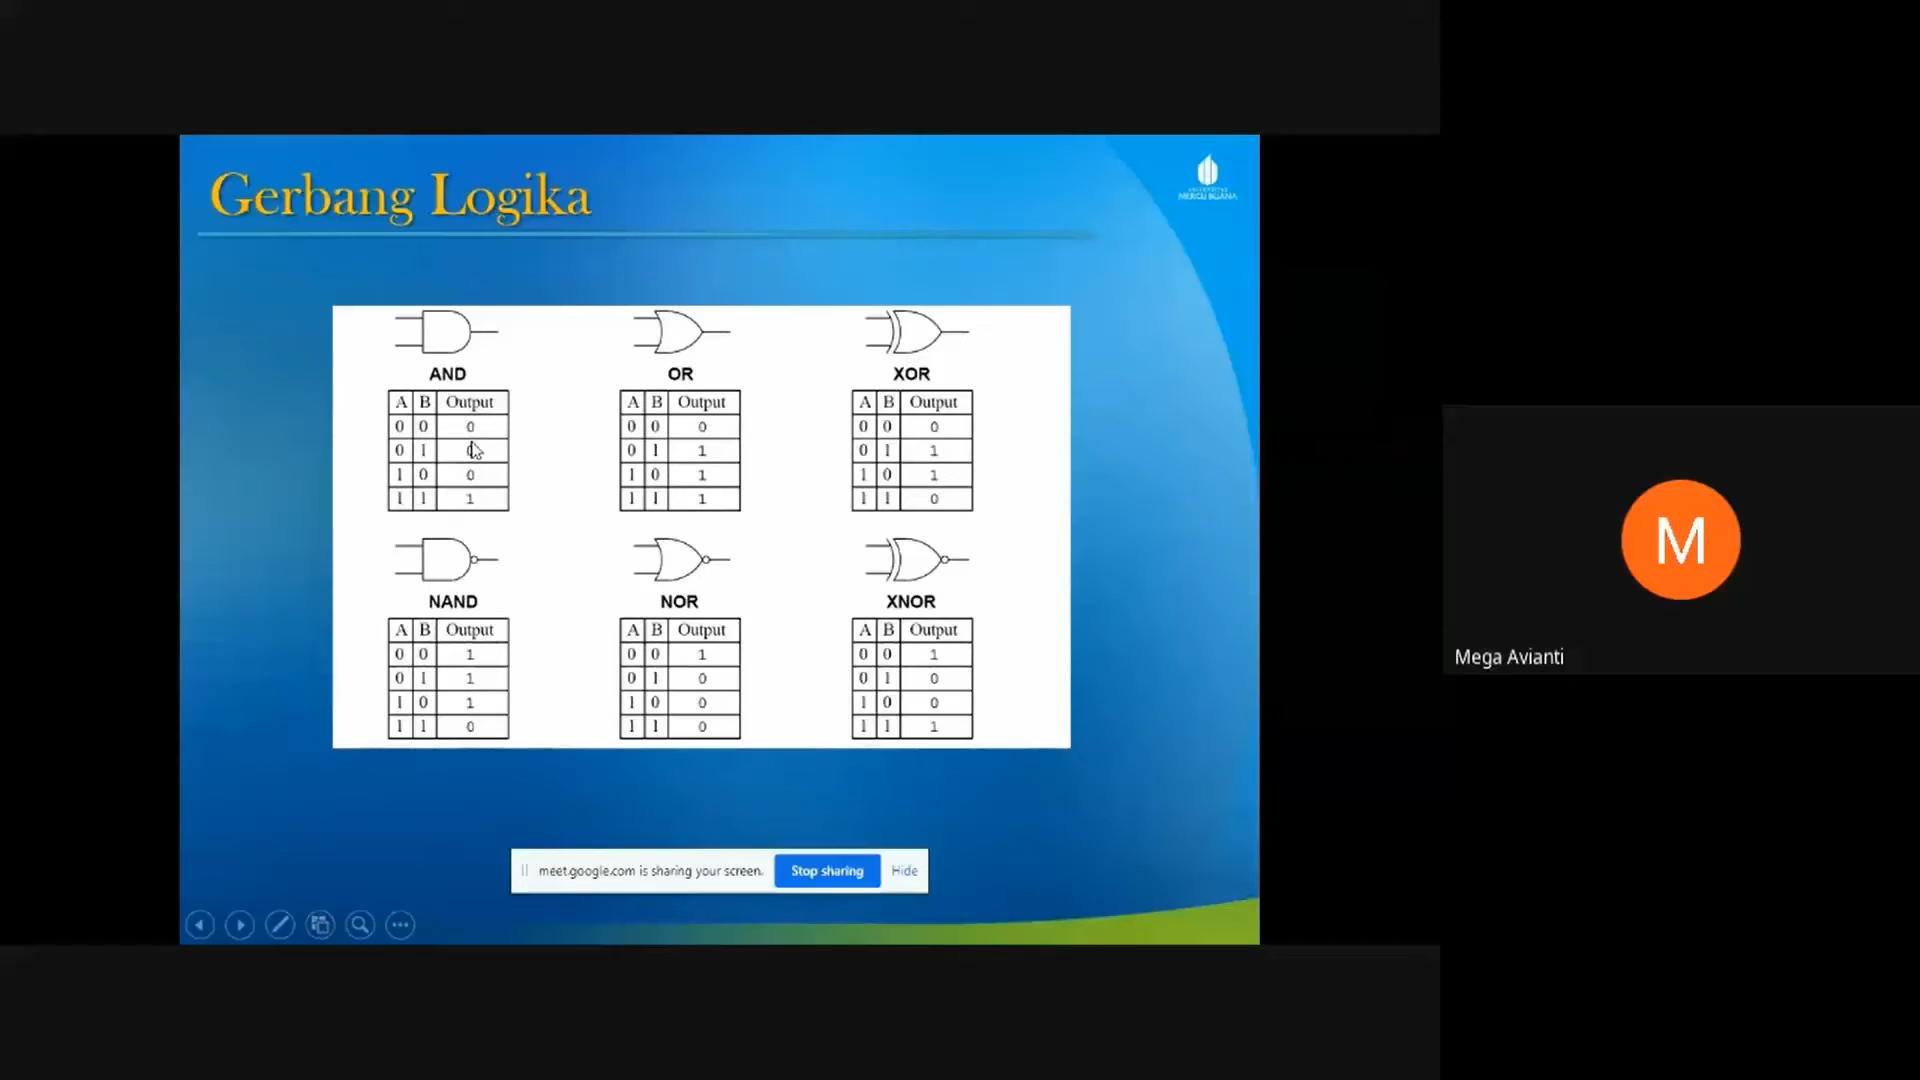 Gerbang Logika
UNIVERSITAS
MERCU BUANA
AND OR XOR
A B Output A B Output A B Output
0 0 0 0 0 0 0 0 0
0 1 0 0 1 1 0 1 1
1 0 0 1 0 1 1 0 1
1 1 1 1 1 1 1 1 0
NAND NOR XNOR
A B Output A B Output A B Output
0 0 1 0 0 1 0 0 1
0 1 1 0 1 0 0 1 0
1 0 1 1 0 0 1 0 0
1 1 0 1 1 0 1 1 1
meet.google.com is sharing your screen. Stop sharing Hide
M
Mega Avianti